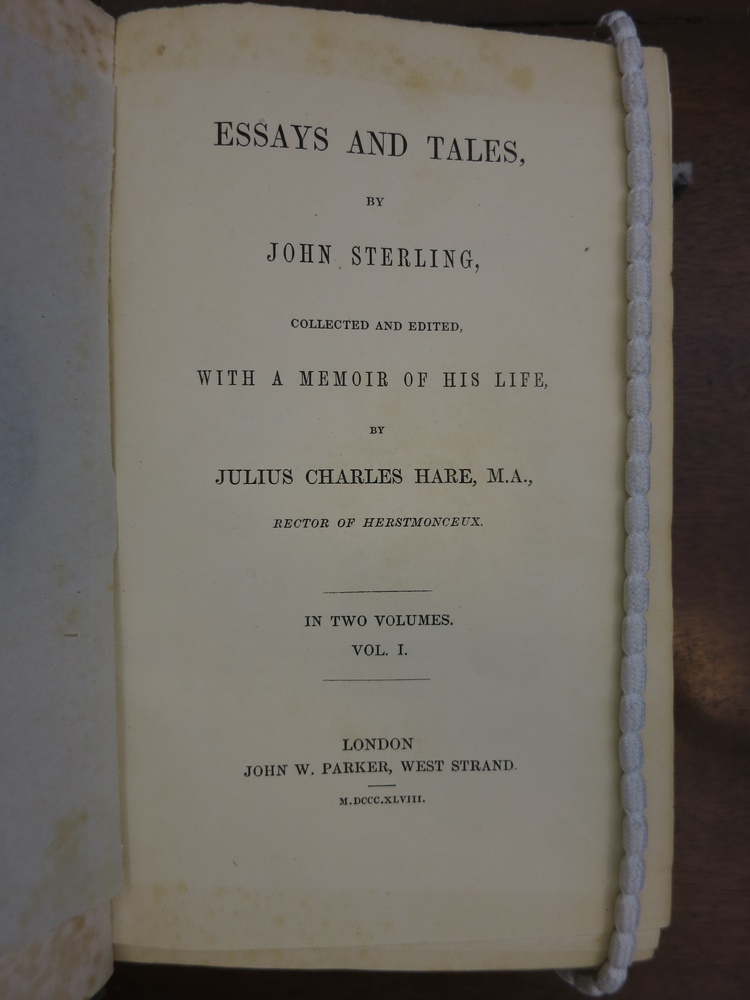 ESSAYS AND TALES,
BY
JOHN STERLING,
COLLECTED AND EDITED,
WITH A MEMOIR OF HIS LIFE,
BY
JULIUS CHARLES HARE, M.A.,
RECTOR OF HERSTMONCEUX.
IN TWO VOLUMES.
VOL. I.
LONDON
JOHN W. PARKER, WEST STRAND.
M.DCCC.XLVIII.